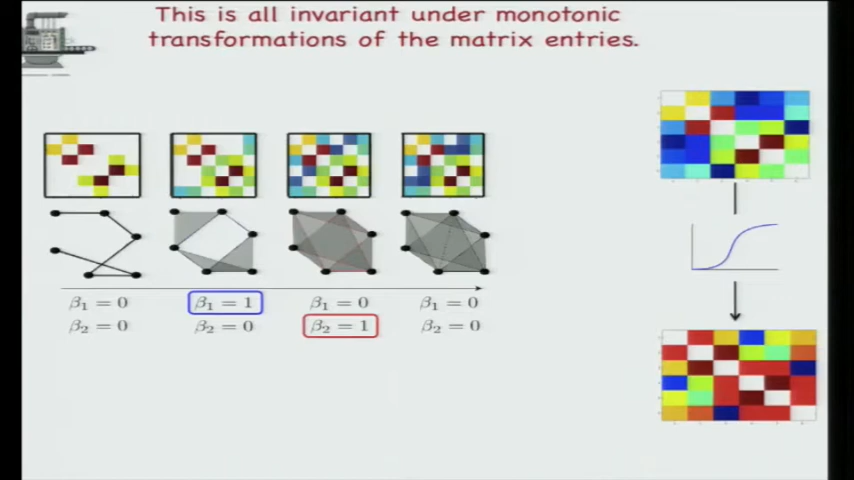 This is all invariant under monotonic
transformations of the matrix entries.
β₁ = 0
β₁ = 1
β₁ = 0
β₁ = 0
β₂ = 0
β₂ = 0
β₂ = 1
β₂ = 0